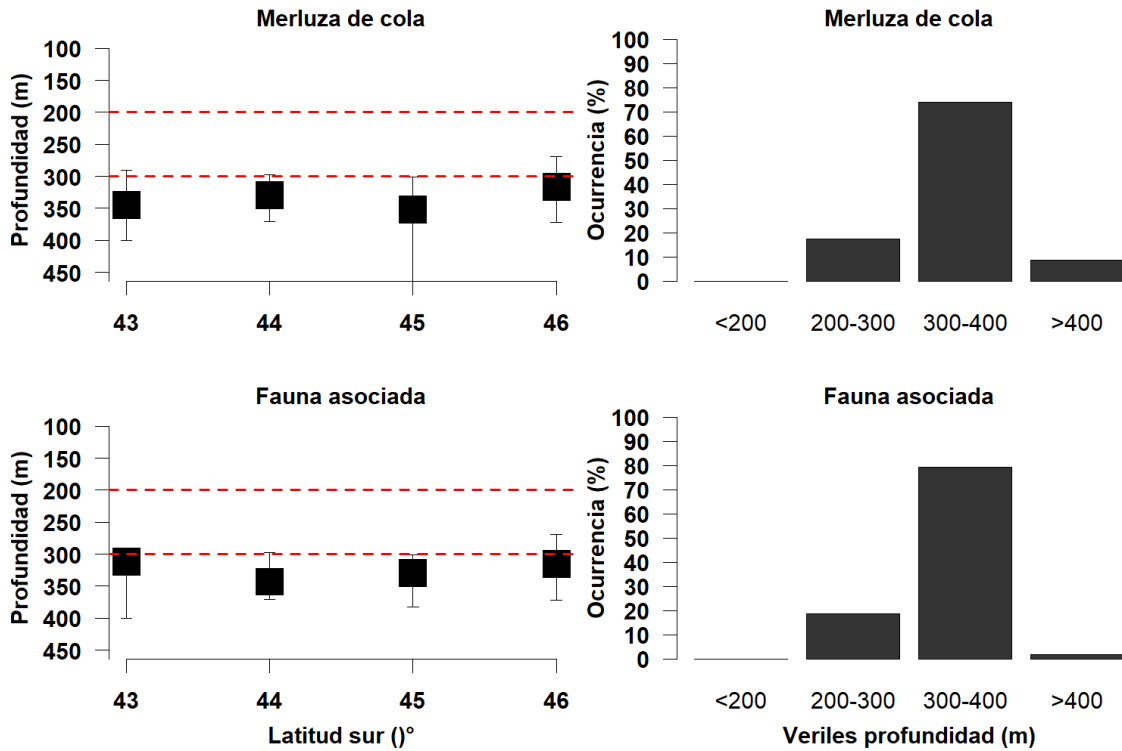 Merluza de cola
Profundidad (m)
100
150
200
250
300
350
400
450
43 44 45 46
Merluza de cola
Ocurrencia (%)
100
90
80
70
60
50
40
30
20
10
0
<200 200-300 300-400 >400
Fauna asociada
Profundidad (m)
100
150
200
250
300
350
400
450
43 44 45 46
Latitud sur ()°
Fauna asociada
Ocurrencia (%)
100
90
80
70
60
50
40
30
20
10
0
<200 200-300 300-400 >400
Veriles profundidad (m)